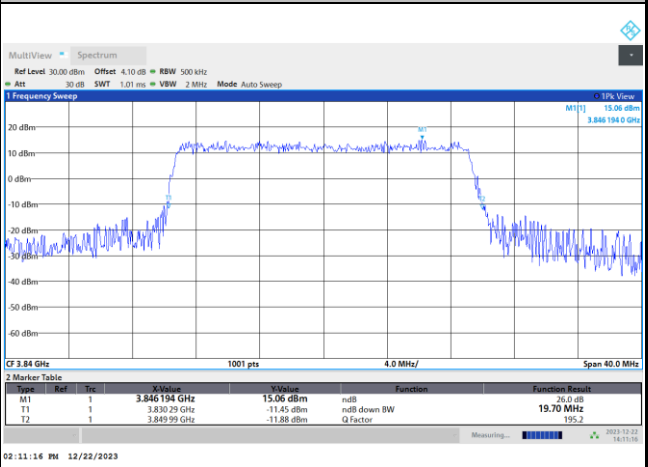 MultiView Spectrum
Ref Level 30.00 dBm Offset 4.10 dB RBW 500 kHz
Att 30 dB SWT 1.01 ms VBW 2 MHz Mode Auto Sweep
1 Frequency Sweep 1Pk View
M1[1] 15.06 dBm
3.846 194 0 GHz
20 dBm
M1
10 dBm
0 dBm
T1
T2
-10 dBm
-20 dBm
-30 dBm
-40 dBm
-50 dBm
-60 dBm
CF 3.84 GHz 1001 pts 4.0 MHz/ Span 40.0 MHz
2 Marker Table
Type Ref Trc X-Value Y-Value Function Function Result
M1 1 3.846 194 GHz 15.06 dBm ndB 26.0 dB
T1 1 3.830 29 GHz -11.45 dBm ndB down BW 19.70 MHz
T2 1 3.849 99 GHz -11.88 dBm Q Factor 195.2
Measuring... 2023-12-22
14:11:16
02:11:16 PM 12/22/2023